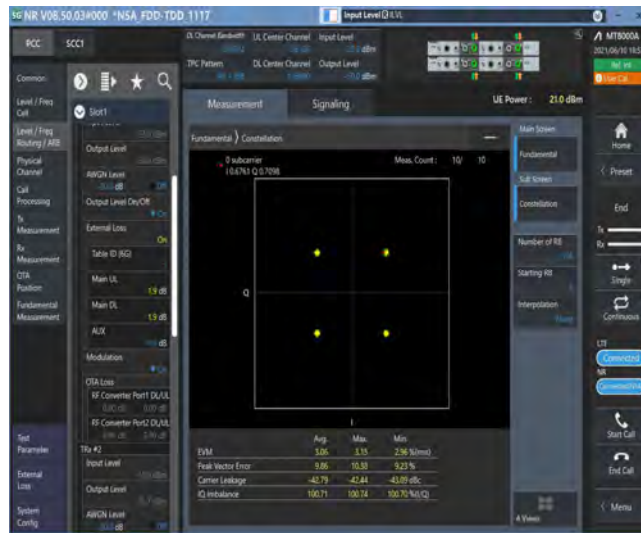 5G NR V06.50.03#000 *NSA_FDD-TDD_1117
Input Level
PCC
SCC1
DL Channel Bandwidth
UL Center Channel
Input Level
dBm
TPC Pattern
DL Center Channel
Output Level
dBm
MT8000A
Measurement
Signaling
UE Power : 21.0 dBm
Common
Level / Freq
Cell
Level / Freq
Routing / ARB
Physical
Channel
Call
Processing
Tx
Measurement
Rx
Measurement
OTA
Position
Fundamental
Measurement
Test
Parameter
External
Loss
System
Config
Slot1
Output Level
AWGN Level
dB Off
Output Level On/Off
On
External Loss
On
Table ID (6G)
Main UL
1.9 dB
Main DL
1.9 dB
AUX
dB
Modulation
On
OTA Loss
RF Converter Port1 DL/UL
RF Converter Port2 DL/UL
TRx #2
Input Level
Output Level
AWGN Level
dB Off
Fundamental ) Constellation
0 subcarrier
I 0.6761 Q 0.7098
Meas. Count : 10/ 10
Q
I
Avg. Max. Min
EVM 3.06 3.15 2.96 %(rms)
Peak Vector Error 9.86 10.38 9.23 %
Carrier Leakage -42.79 -42.44 -43.09 dBc
IQ Imbalance 100.71 100.74 100.70 %(I/Q)
Main Screen
Fundamental
Sub Screen
Constellation
Number of RB
Starting RB
Interpolation
4 Views
Home
Preset
End
Tx
Rx
Single
Continuous
LTE
Connected
NR
Start Call
End Call
Menu